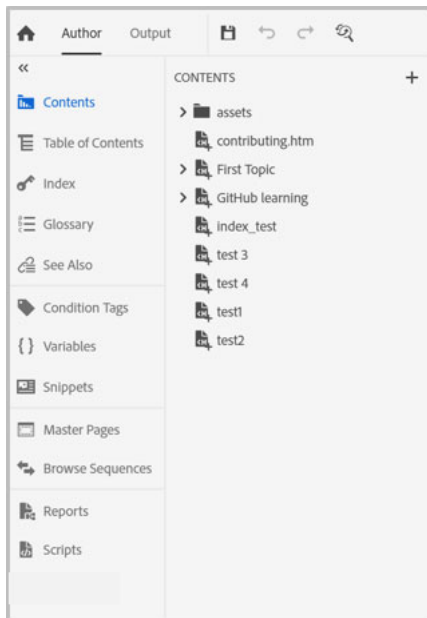 Author
Output
«
Contents
Table of Contents
Index
Glossary
See Also
Condition Tags
{ } Variables
Snippets
Master Pages
Browse Sequences
Reports
Scripts
CONTENTS
+
assets
contributing.htm
First Topic
GitHub learning
index_test
test 3
test 4
test1
test2